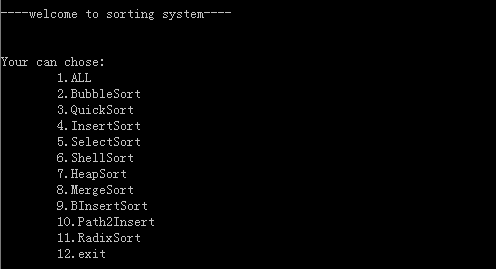 ----welcome to sorting system----
Your can chose:
1.ALL
2.BubbleSort
3.QuickSort
4.InsertSort
5.SelectSort
6.ShellSort
7.HeapSort
8.MergeSort
9.BInsertSort
10.Path2Insert
11.RadixSort
12.exit